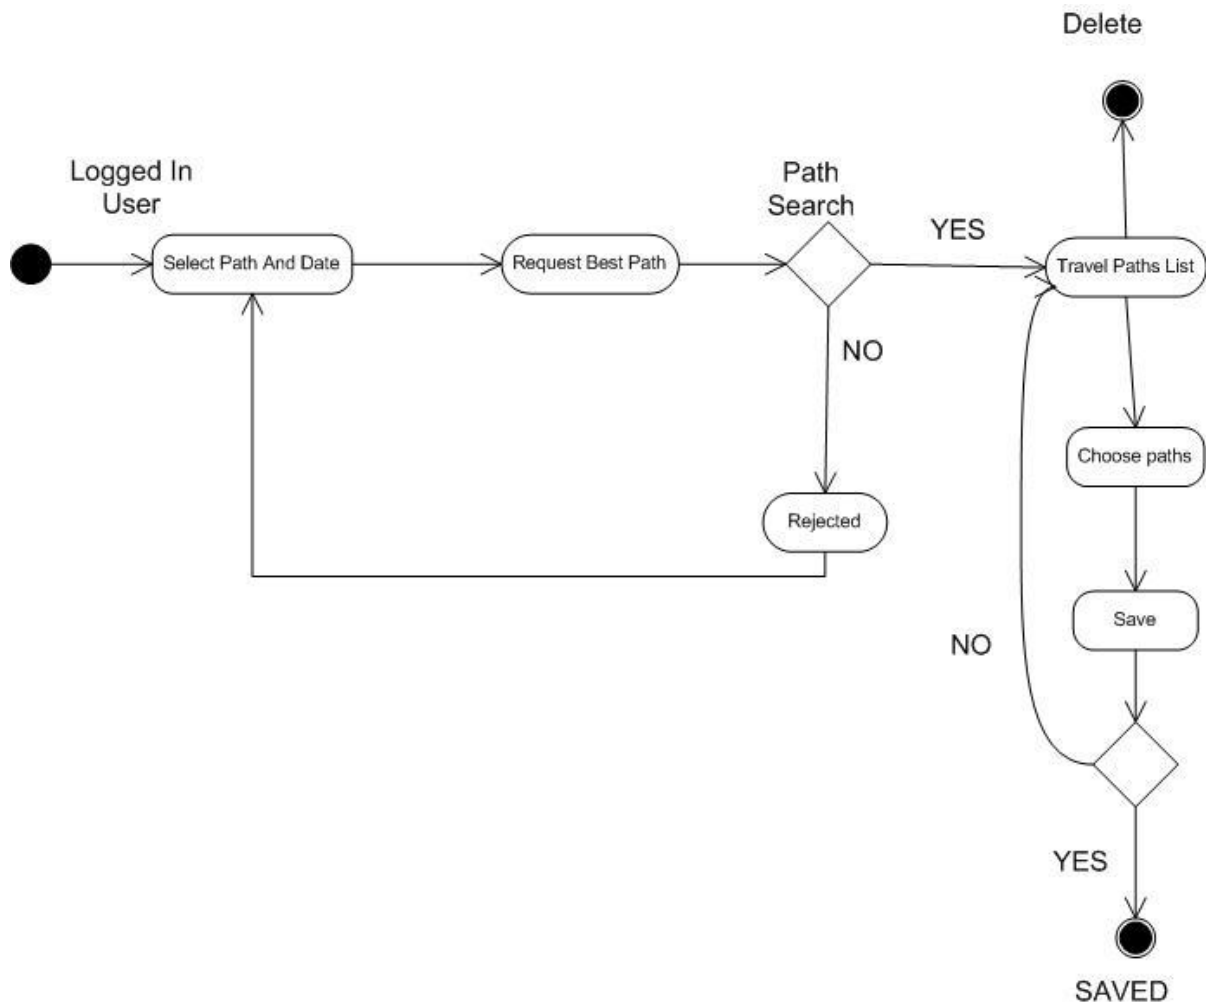 Delete
Logged In
User
Path
Search
YES
Select Path And Date
Request Best Path
Travel Paths List
NO
Choose paths
Rejected
Save
NO
YES
SAVED